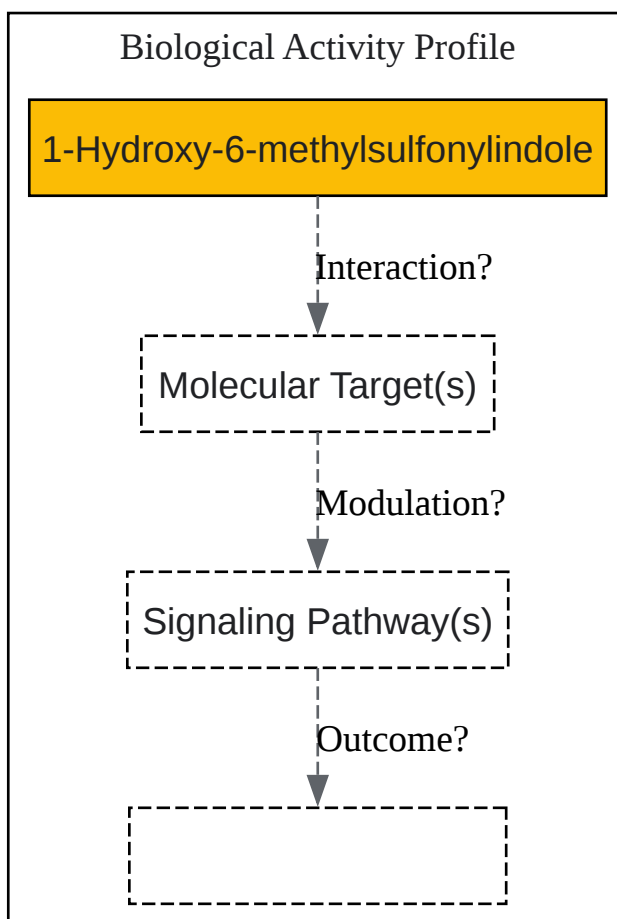 Biological Activity Profile
1-Hydroxy-6-methylsulfonylindole
Interaction?
Molecular Target(s)
Modulation?
Signaling Pathway(s)
Outcome?